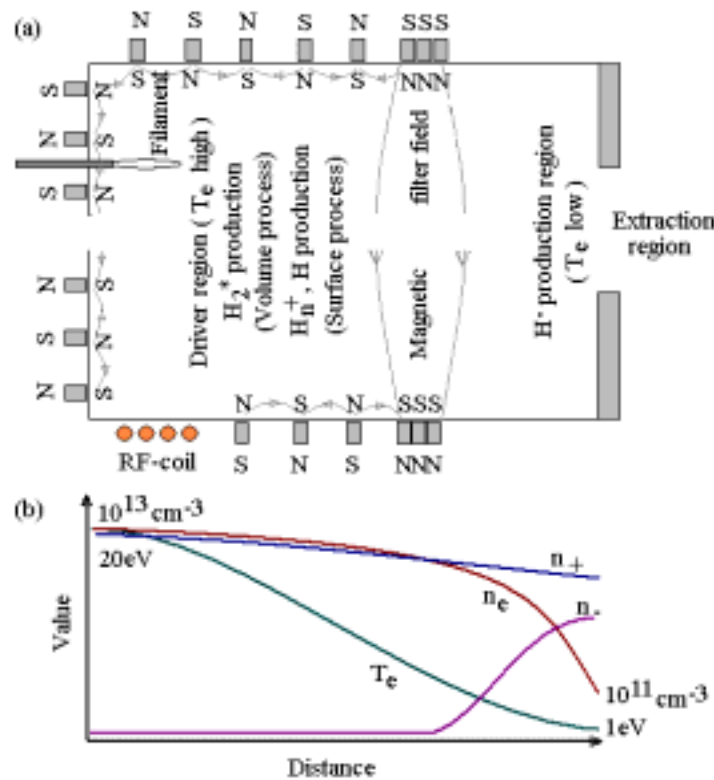 (a)
N S N S N SSS
S N S N S NNN
S N
N S
S N
N S
S N
N S
Filament
Driver region ( Te high)
H2* production
(Volume process)
Hn+, H production
(Surface process)
filter field
Magnetic
H- production region
( Te low)
Extraction
region
N S N SSS
S N S NNN
RF-coil
(b)
10^13 cm-3
20eV
n+
ne
n-
Te
10^11 cm-3
1eV
Value
Distance